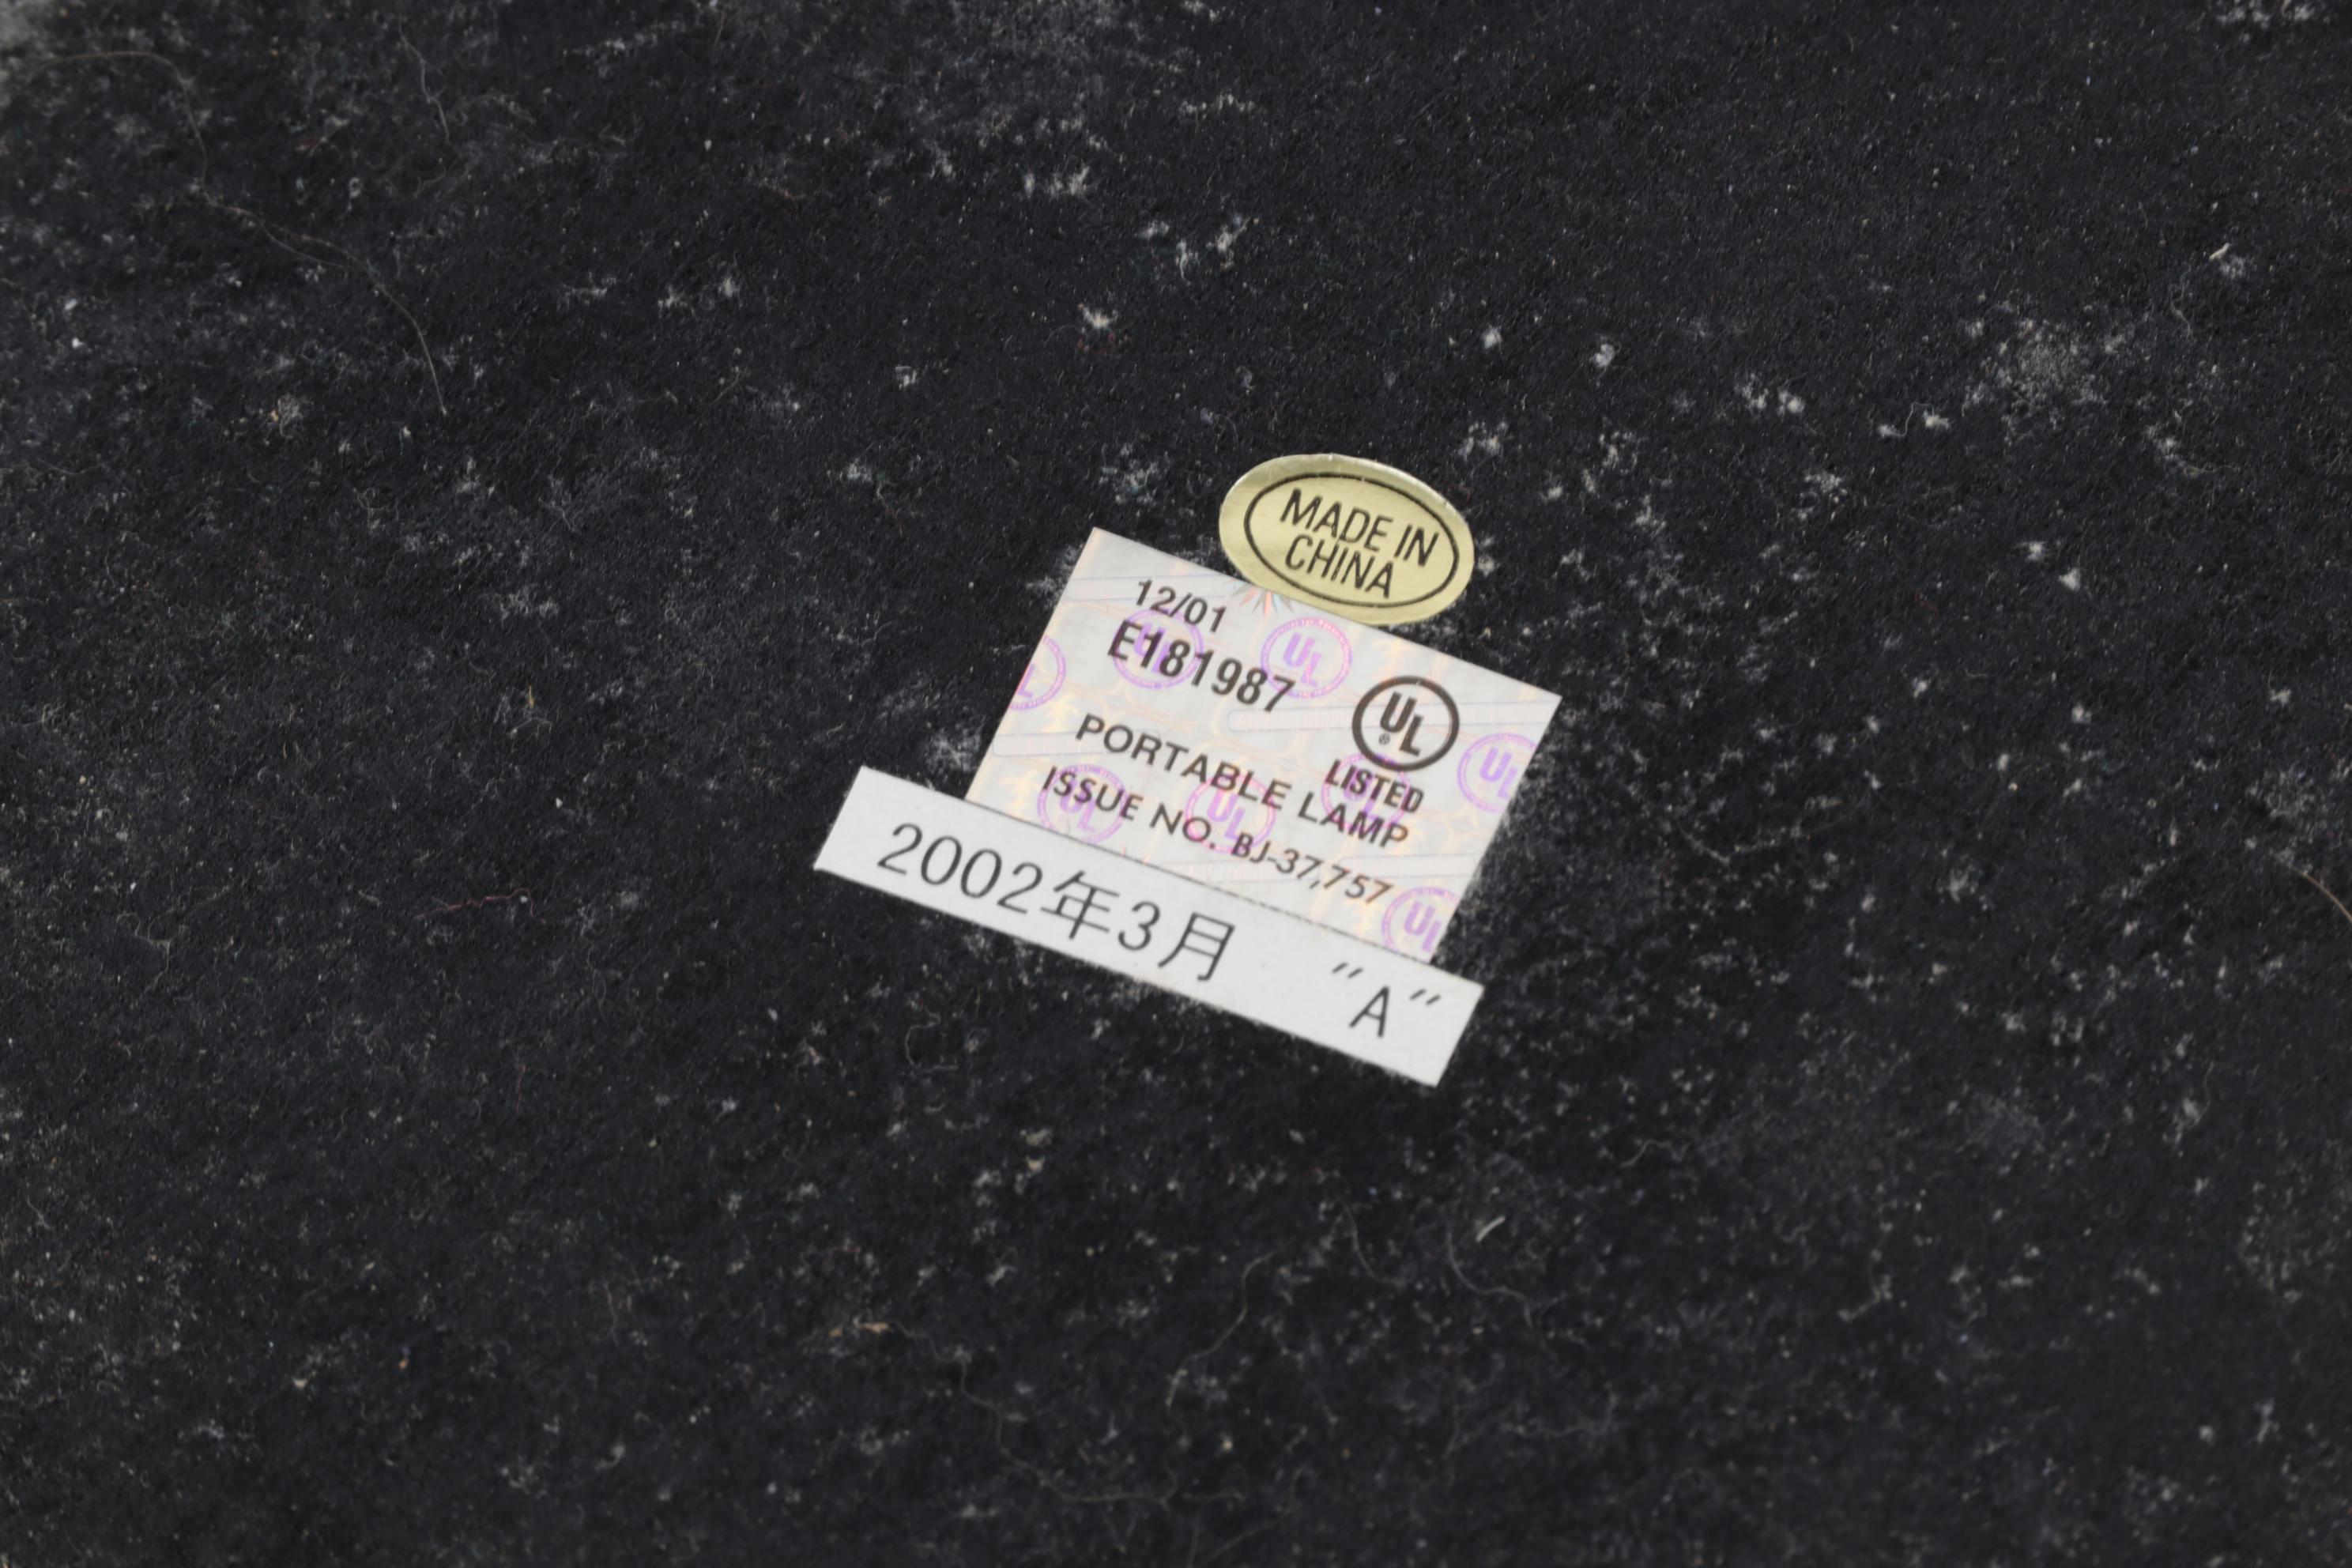 MADE IN
CHINA
12/01
E181987
UL
®
LISTED
PORTABLE LAMP
ISSUE NO. BJ-37,757
2002年3月 "A"